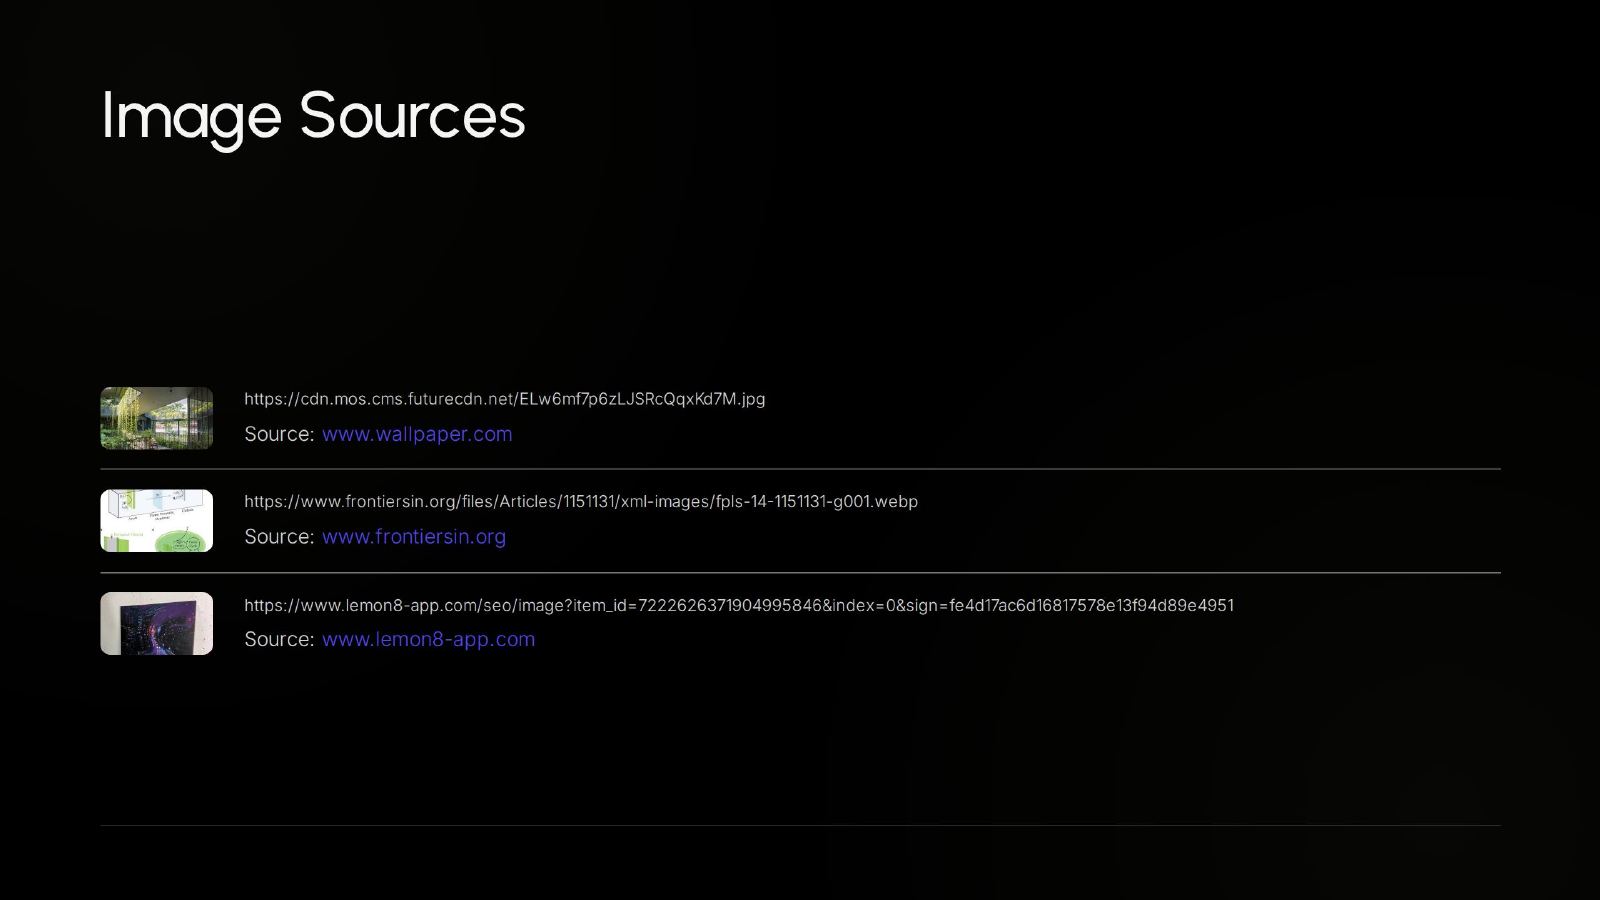 Image Sources
https://cdn.mos.cms.futurecdn.net/ELw6mf7p6zLJSRcQqxKd7M.jpg
Source: www.wallpaper.com
https://www.frontiersin.org/files/Articles/1151131/xml-images/fpls-14-1151131-g001.webp
Source: www.frontiersin.org
https://www.lemon8-app.com/seo/image?item_id=7222626371904995846&index=0&sign=fe4d17ac6d16817578e13f94d89e4951
Source: www.lemon8-app.com